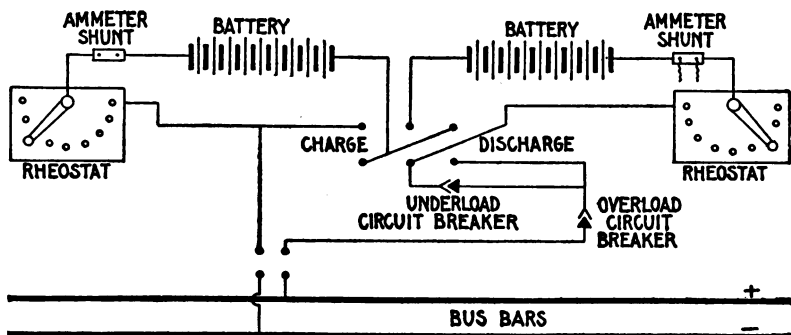 AMMETER
SHUNT
BATTERY
BATTERY
AMMETER
SHUNT
CHARGE
DISCHARGE
RHEOSTAT
RHEOSTAT
UNDERLOAD
CIRCUIT BREAKER
OVERLOAD
CIRCUIT
BREAKER
+
BUS BARS
—